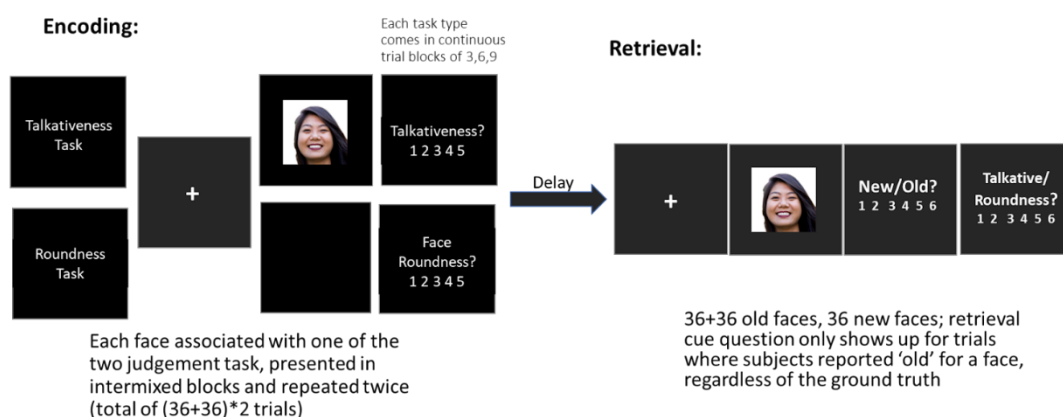 Encoding:
Each task type
comes in continuous
trial blocks of 3,6,9
Talkativeness
Task
+
Talkativeness?
1 2 3 4 5
Roundness
Task
Face
Roundness?
1 2 3 4 5
Each face associated with one of the
two judgement task, presented in
intermixed blocks and repeated twice
(total of (36+36)*2 trials)
Delay
Retrieval:
+
New/Old?
1 2 3 4 5 6
Talkative/
Roundness?
1 2 3 4 5 6
36+36 old faces, 36 new faces; retrieval
cue question only shows up for trials
where subjects reported ‘old’ for a face,
regardless of the ground truth